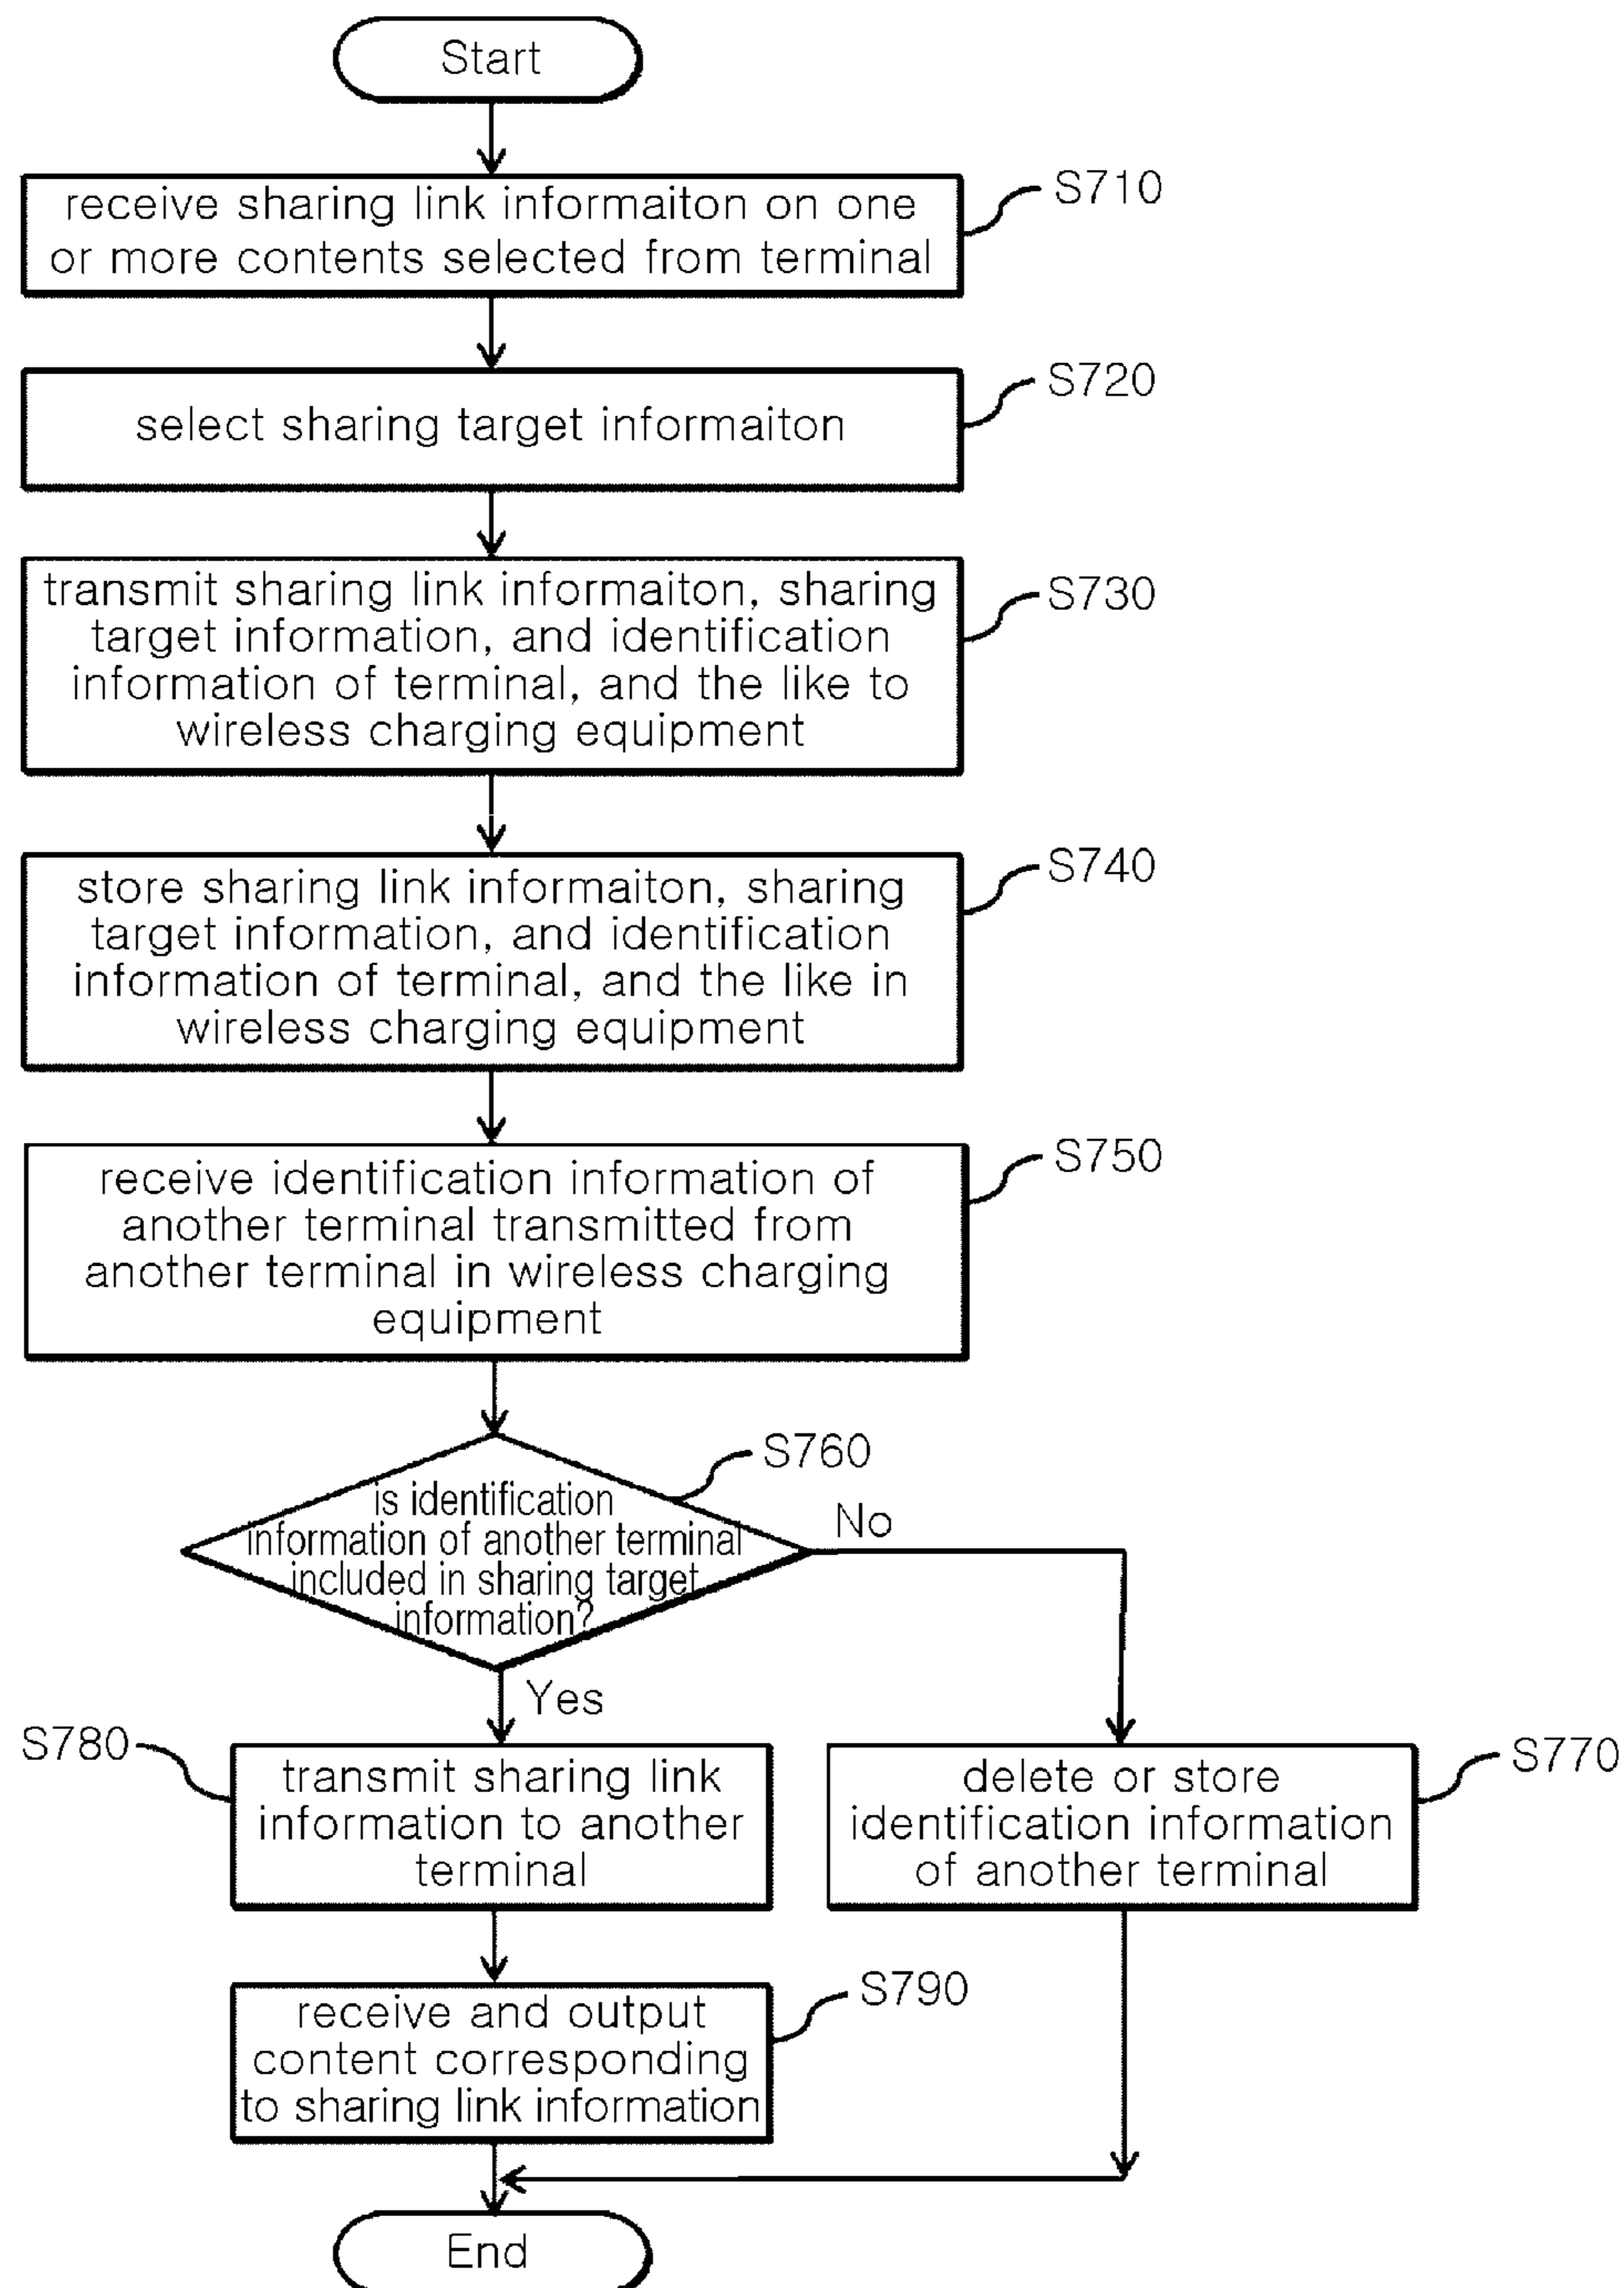 Start
receive sharing link informaiton on one
or more contents selected from terminal
S710
select sharing target informaiton
S720
transmit sharing link informaiton, sharing
target information, and identification
information of terminal, and the like to
wireless charging equipment
S730
store sharing link informaiton, sharing
target information, and identification
information of terminal, and the like in
wireless charging equipment
S740
receive identification information of
another terminal transmitted from
another terminal in wireless charging
equipment
S750
is identification
information of another terminal
included in sharing target
information?
S760
No
Yes
S780
transmit sharing link
information to another
terminal
delete or store
identification information
of another terminal
S770
receive and output
content corresponding
to sharing link information
S790
End